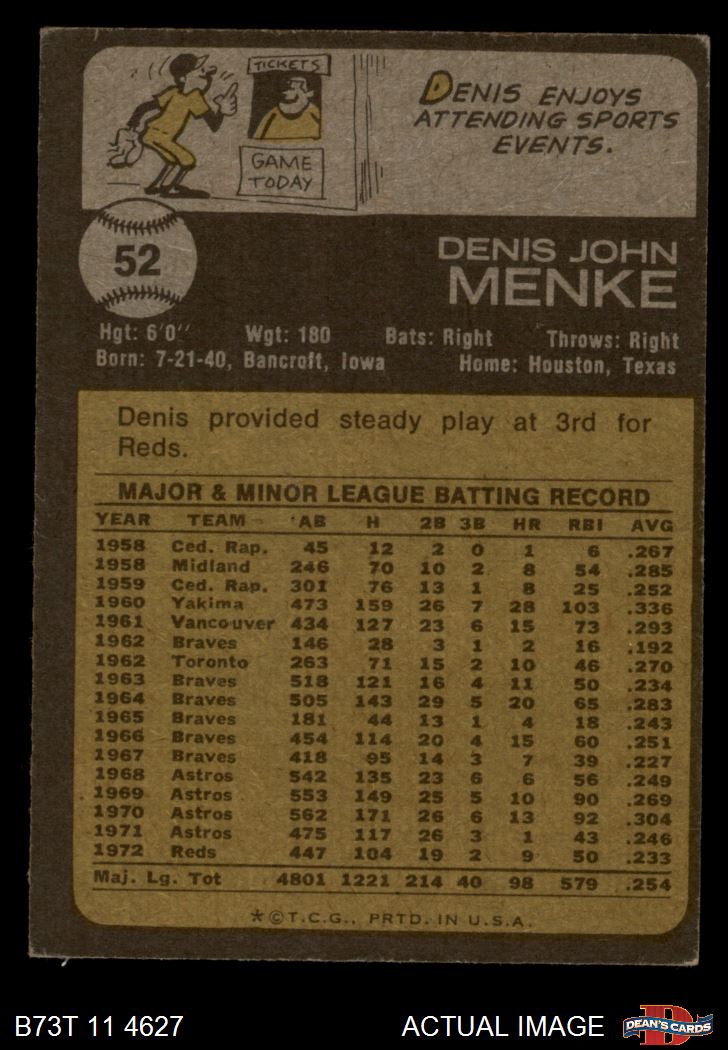 TICKETS
GAME
TODAY
DENIS ENJOYS
ATTENDING SPORTS
EVENTS.
52
DENIS JOHN
MENKE
Hgt: 6'0" Wgt: 180 Bats: Right Throws: Right
Born: 7-21-40, Bancroft, Iowa Home: Houston, Texas
Denis provided steady play at 3rd for
Reds.
MAJOR & MINOR LEAGUE BATTING RECORD
YEAR TEAM AB H 2B 3B HR RBI AVG
1958 Ced. Rap. 45 12 2 0 1 6 .267
1958 Midland 246 70 10 2 8 54 .285
1959 Ced. Rap. 301 76 13 1 8 25 .252
1960 Yakima 473 159 26 7 28 103 .336
1961 Vancouver 434 127 23 6 15 73 .293
1962 Braves 146 28 3 1 2 16 .192
1962 Toronto 263 71 15 2 10 46 .270
1963 Braves 518 121 16 4 11 50 .234
1964 Braves 505 143 29 5 20 65 .283
1965 Braves 181 44 13 1 4 18 .243
1966 Braves 454 114 20 4 15 60 .251
1967 Braves 418 95 14 3 7 39 .227
1968 Astros 542 135 23 6 6 56 .249
1969 Astros 553 149 25 5 10 90 .269
1970 Astros 562 171 26 6 13 92 .304
1971 Astros 475 117 26 3 1 43 .246
1972 Reds 447 104 19 2 9 50 .233
Maj. Lg. Tot 4801 1221 214 40 98 579 .254
*©T.C.G., PRTD. IN U.S.A.
B73T 11 4627 ACTUAL IMAGE D DEAN'S CARDS